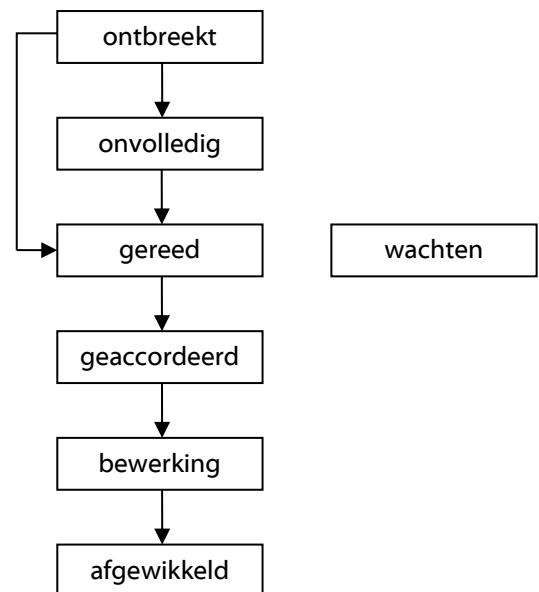 ontbreekt
onvolledig
gereed
wachten
geaccordeerd
bewerking
afgewikkeld